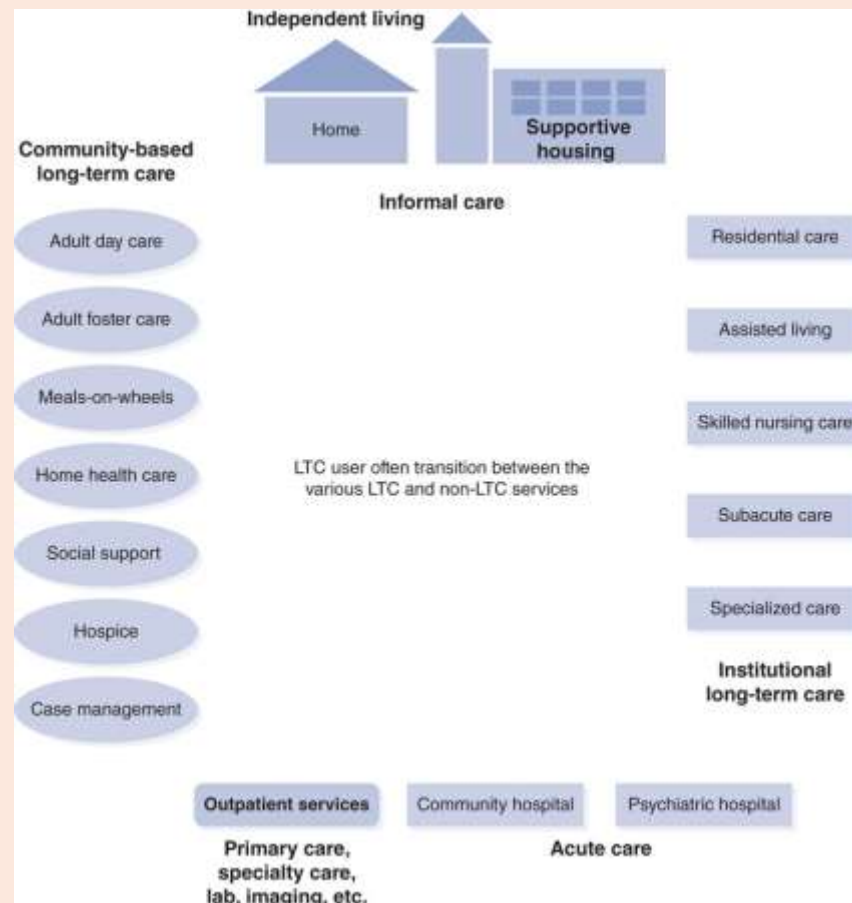 Independent living
Home
Supportive
housing
Informal care
Community-based
long-term care
Adult day care
Adult foster care
Meals-on-wheels
Home health care
Social support
Hospice
Case management
LTC user often transition between the
various LTC and non-LTC services
Residential care
Assisted living
Skilled nursing care
Subacute care
Specialized care
Institutional
long-term care
Outpatient services
Primary care,
specialty care,
lab, imaging, etc.
Community hospital
Psychiatric hospital
Acute care